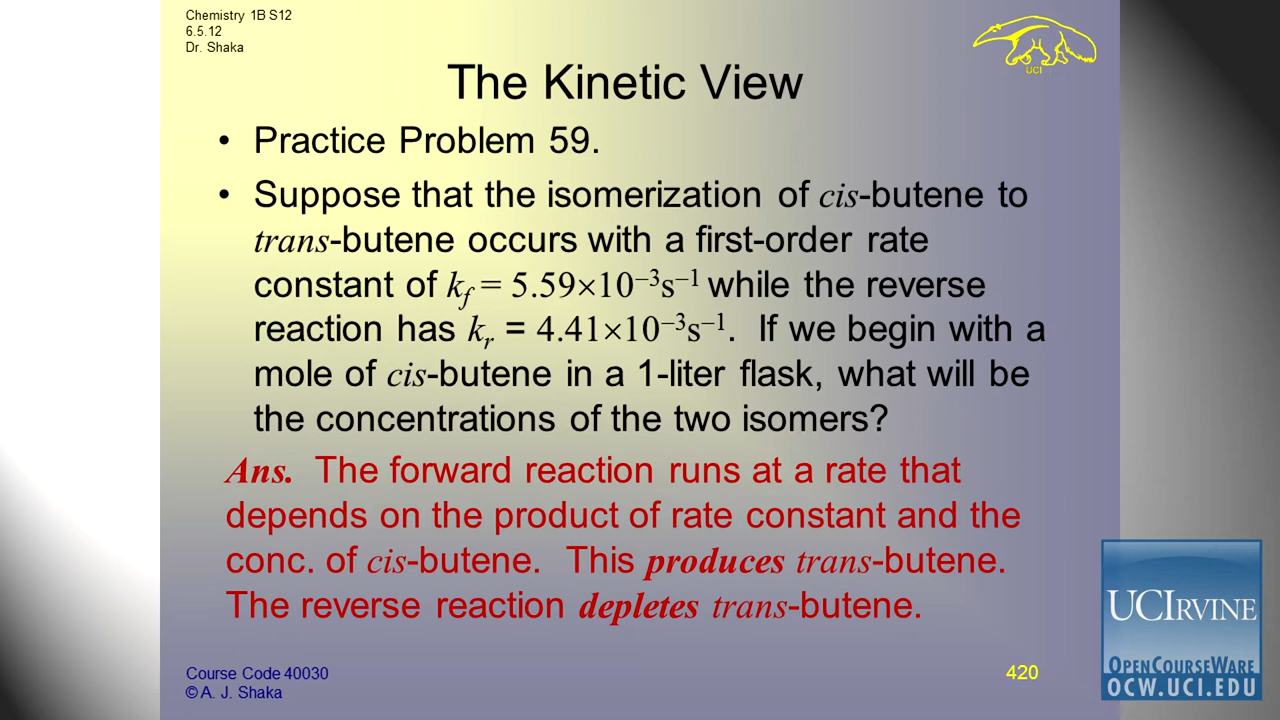 Chemistry 1B S12
6.5.12
Dr. Shaka
UCI
The Kinetic View
• Practice Problem 59.
• Suppose that the isomerization of cis-butene to
trans-butene occurs with a first-order rate
constant of k_f = 5.59×10⁻³s⁻¹ while the reverse
reaction has kᵣ = 4.41×10⁻³s⁻¹. If we begin with a
mole of cis-butene in a 1-liter flask, what will be
the concentrations of the two isomers?
Ans. The forward reaction runs at a rate that
depends on the product of rate constant and the
conc. of cis-butene. This produces trans-butene.
The reverse reaction depletes trans-butene.
Course Code 40030
© A. J. Shaka
420
UCIRVINE
OPENCOURSEWARE
OCW.UCI.EDU